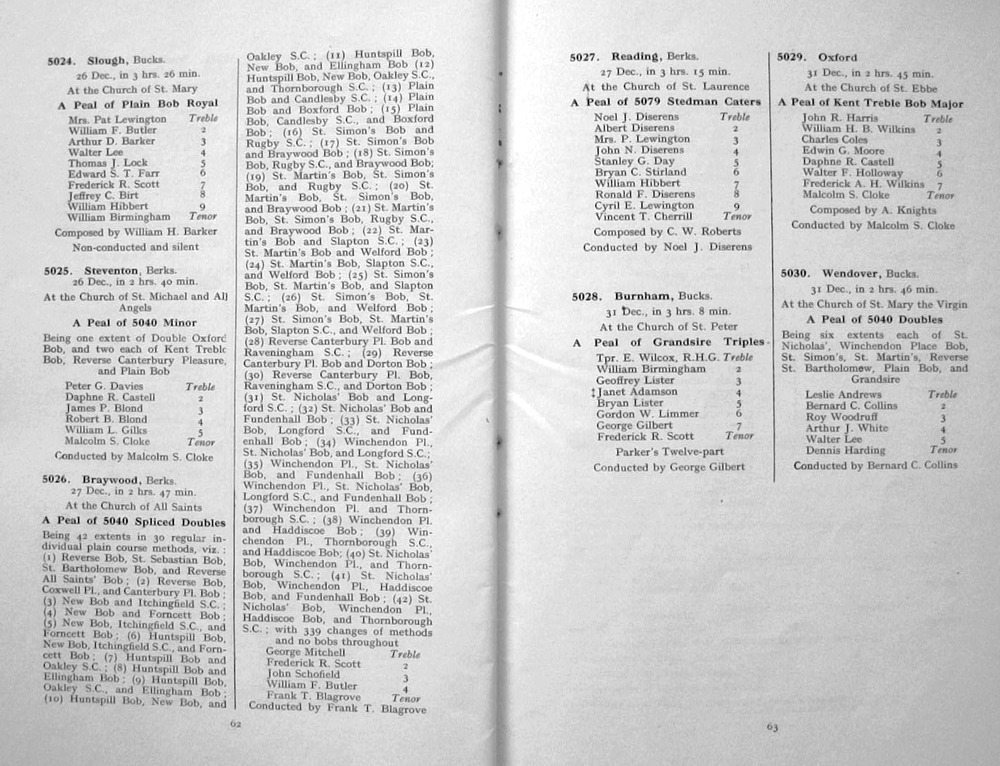 5024. Slough, Bucks.
26 Dec., in 3 hrs. 26 min.
At the Church of St. Mary
A Peal of Plain Bob Royal
Mrs. Pat Lewington Treble
William F. Butler 2
Arthur D. Barker 3
Walter Lee 4
Thomas J. Lock 5
Edward S. T. Farr 6
Frederick R. Scott 7
Jeffrey C. Birt 8
William Hibbert 9
William Birmingham Tenor
Composed by William H. Barker
Non-conducted and silent
5025. Steventon, Berks.
26 Dec., in 2 hrs. 40 min.
At the Church of St. Michael and All
Angels
A Peal of 5040 Minor
Being one extent of Double Oxford
Bob, and two each of Kent Treble
Bob, Reverse Canterbury Pleasure,
and Plain Bob
Peter G. Davies Treble
Daphne R. Castell 2
James P. Blond 3
Robert B. Blond 4
William L. Gilks 5
Malcolm S. Cloke Tenor
Conducted by Malcolm S. Cloke
5026. Braywood, Berks.
27 Dec., in 2 hrs. 47 min.
At the Church of All Saints
A Peal of 5040 Spliced Doubles
Being 42 extents in 30 regular in-
dividual plain course methods, viz. :
(1) Reverse Bob, St. Sebastian Bob,
St. Bartholomew Bob, and Reverse
All Saints' Bob ; (2) Reverse Bob,
Coxwell Pl., and Canterbury Pl. Bob ;
(3) New Bob and Itchingfield S.C. ;
(4) New Bob and Forncett Bob ;
(5) New Bob, Itchingfield S.C., and
Forncett Bob ; (6) Huntspill Bob,
New Bob, Itchingfield S.C., and Forn-
cett Bob ; (7) Huntspill Bob and
Oakley S.C. ; (8) Huntspill Bob and
Ellingham Bob ; (9) Huntspill Bob,
Oakley S.C., and Ellingham Bob ;
(10) Huntspill Bob, New Bob, and
62
Oakley S.C. ; (11) Huntspill Bob,
New Bob, and Ellingham Bob (12)
Huntspill Bob, New Bob, Oakley S.C.,
and Thornborough S.C. ; (13) Plain
Bob and Candlesby S.C. ; (14) Plain
Bob and Boxford Bob ; (15) Plain
Bob, Candlesby S.C., and Boxford
Bob ; (16) St. Simon's Bob and
Rugby S.C. ; (17) St. Simon's Bob
and Braywood Bob ; (18) St. Simon's
Bob, Rugby S.C., and Braywood Bob;
(19) St. Martin's Bob, St. Simon's
Bob, and Rugby S.C. ; (20) St.
Martin's Bob, St. Simon's Bob,
and Braywood Bob ; (21) St. Martin's
Bob, St. Simon's Bob, Rugby S.C.,
and Braywood Bob ; (22) St. Mar-
tin's Bob and Slapton S.C. ; (23)
St. Martin's Bob and Welford Bob ;
(24) St. Martin's Bob, Slapton S.C.,
and Welford Bob ; (25) St. Simon's
Bob, St. Martin's Bob, and Slapton
S.C. ; (26) St. Simon's Bob, St.
Martin's Bob, and Welford Bob ;
(27) St. Simon's Bob, St. Martin's
Bob, Slapton S.C., and Welford Bob ;
(28) Reverse Canterbury Pl. Bob and
Raveningham S.C. ; (29) Reverse
Canterbury Pl. Bob and Dorton Bob ;
(30) Reverse Canterbury Pl. Bob,
Raveningham S.C., and Dorton Bob ;
(31) St. Nicholas' Bob and Long-
ford S.C. ; (32) St. Nicholas' Bob and
Fundenhall Bob ; (33) St. Nicholas'
Bob, Longford S.C., and Fund-
enhall Bob ; (34) Winchendon Pl.,
St. Nicholas' Bob, and Longford S.C.;
(35) Winchendon Pl., St. Nicholas'
Bob, and Fundenhall Bob ; (36)
Winchendon Pl., St. Nicholas' Bob,
Longford S.C., and Fundenhall Bob ;
(37) Winchendon Pl. and Thorn-
borough S.C. ; (38) Winchendon Pl.
and Haddiscoe Bob ; (39) Win-
chendon Pl., Thornborough S.C.,
and Haddiscoe Bob; (40) St. Nicholas'
Bob, Winchendon Pl., and Thorn-
borough S.C. ; (41) St. Nicholas'
Bob, Winchendon Pl., Haddiscoe
Bob, and Fundenhall Bob ; (42) St.
Nicholas' Bob, Winchendon Pl.,
Haddiscoe Bob, and Thornborough
S.C. ; with 339 changes of methods
and no bobs throughout
George Mitchell Treble
Frederick R. Scott 2
John Schofield 3
William F. Butler 4
Frank T. Blagrove Tenor
Conducted by Frank T. Blagrove
5027. Reading, Berks.
27 Dec., in 3 hrs. 15 min.
At the Church of St. Laurence
A Peal of 5079 Stedman Caters
Noel J. Diserens Treble
Albert Diserens 2
Mrs. P. Lewington 3
John N. Diserens 4
Stanley G. Day 5
Bryan C. Stirland 6
William Hibbert 7
Ronald F. Diserens 8
Cyril E. Lewington 9
Vincent T. Cherrill Tenor
Composed by C. W. Roberts
Conducted by Noel J. Diserens
5028. Burnham, Bucks.
31 Dec., in 3 hrs. 8 min.
At the Church of St. Peter
A Peal of Grandsire Triples
Tpr. E. Wilcox, R.H.G. Treble
William Birmingham 2
Geoffrey Lister 3
‡Janet Adamson 4
Bryan Lister 5
Gordon W. Limmer 6
George Gilbert 7
Frederick R. Scott Tenor
Parker's Twelve-part
Conducted by George Gilbert
5029. Oxford
31 Dec., in 2 hrs. 45 min.
At the Church of St. Ebbe
A Peal of Kent Treble Bob Major
John R. Harris Treble
William H. B. Wilkins 2
Charles Coles 3
Edwin G. Moore 4
Daphne R. Castell 5
Walter F. Holloway 6
Frederick A. H. Wilkins 7
Malcolm S. Cloke Tenor
Composed by A. Knights
Conducted by Malcolm S. Cloke
5030. Wendover, Bucks.
31 Dec., in 2 hrs. 46 min.
At the Church of St. Mary the Virgin
A Peal of 5040 Doubles
Being six extents each of St.
Nicholas', Winchendon Place Bob,
St. Simon's, St. Martin's, Reverse
St. Bartholomew, Plain Bob, and
Grandsire
Leslie Andrews Treble
Bernard C. Collins 2
Roy Woodruff 3
Arthur J. White 4
Walter Lee 5
Dennis Harding Tenor
Conducted by Bernard C. Collins
63